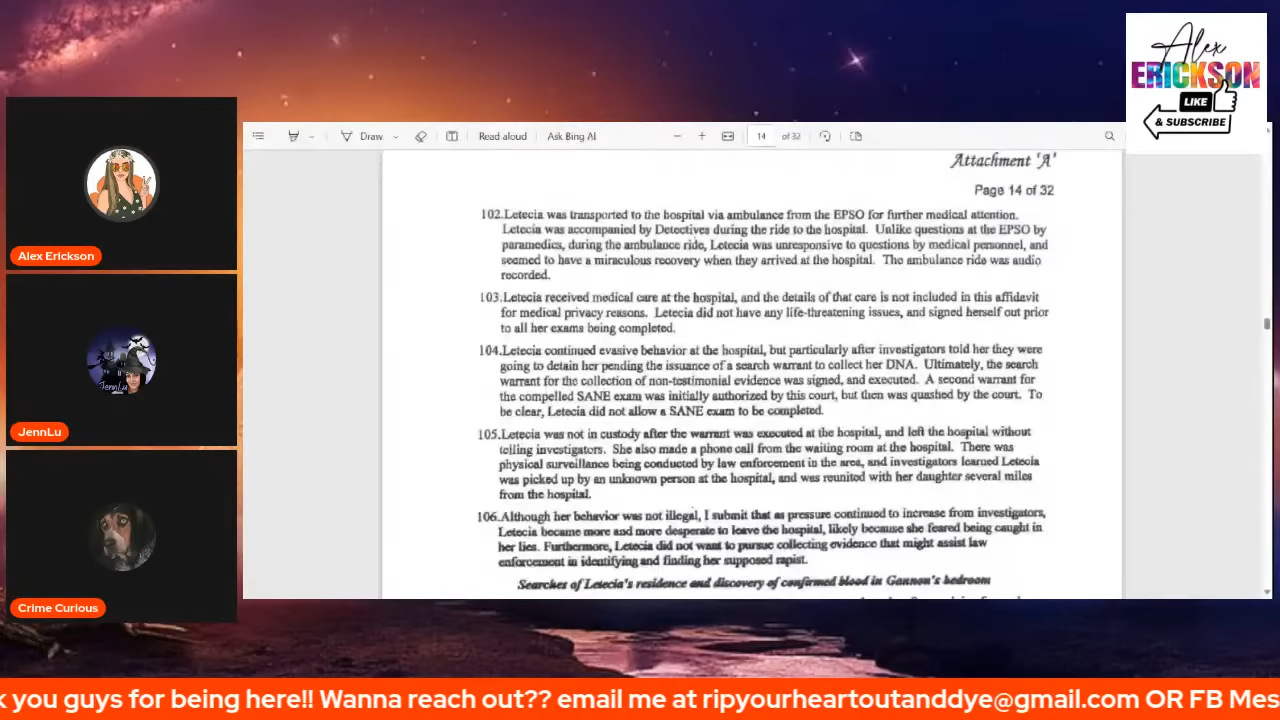 Alex
ERICKSON
LIKE
& SUBSCRIBE
Draw
Read aloud
Ask Bing AI
14
of 32
Attachment 'A'
Page 14 of 32
102.Letecia was transported to the hospital via ambulance from the EPSO for further medical attention.
Letecia was accompanied by Detectives during the ride to the hospital. Unlike questions at the EPSO by
paramedics, during the ambulance ride, Letecia was unresponsive to questions by medical personnel, and
seemed to have a miraculous recovery when they arrived at the hospital. The ambulance ride was audio
recorded.
103.Letecia received medical care at the hospital, and the details of that care is not included in this affidavit
for medical privacy reasons. Letecia did not have any life-threatening issues, and signed herself out prior
to all her exams being completed.
104.Letecia continued evasive behavior at the hospital, but particularly after investigators told her they were
going to detain her pending the issuance of a search warrant to collect her DNA. Ultimately, the search
warrant for the collection of non-testimonial evidence was signed, and executed. A second warrant for
the compelled SANE exam was initially authorized by this court, but then was quashed by the court. To
be clear, Letecia did not allow a SANE exam to be completed.
105.Letecia was not in custody after the warrant was executed at the hospital, and left the hospital without
telling investigators. She also made a phone call from the waiting room at the hospital. There was
physical surveillance being conducted by law enforcement in the area, and investigators learned Letecia
was picked up by an unknown person at the hospital, and was reunited with her daughter several miles
from the hospital.
106.Although her behavior was not illegal, I submit that as pressure continued to increase from investigators,
Letecia became more and more desperate to leave the hospital, likely because she feared being caught in
her lies. Furthermore, Letecia did not want to pursue collecting evidence that might assist law
enforcement in identifying and finding her supposed rapist.
Searches of Letecia's residence and discovery of confirmed blood in Gannon's bedroom
Alex Erickson
JennLu
JennLu
Crime Curious
k you guys for being here!! Wanna reach out?? email me at ripyourheartoutanddye@gmail.com OR FB Mes